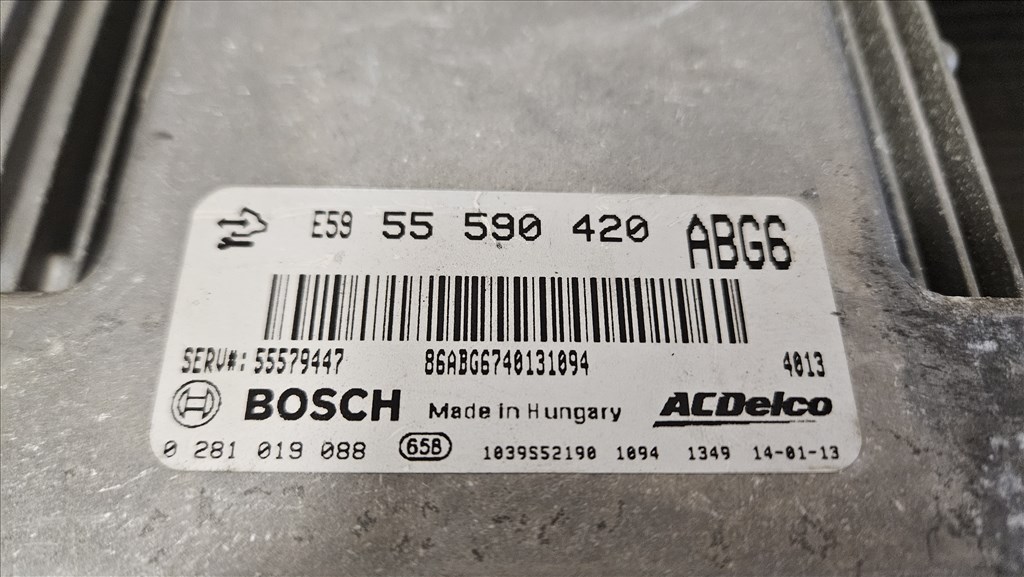 E59 55 590 420 ABG6
SERV#: 55579447 86ABG6740131094 4013
BOSCH Made in Hungary ACDelco
0 281 019 088 65B 1039S52190 1094 1349 14-01-13